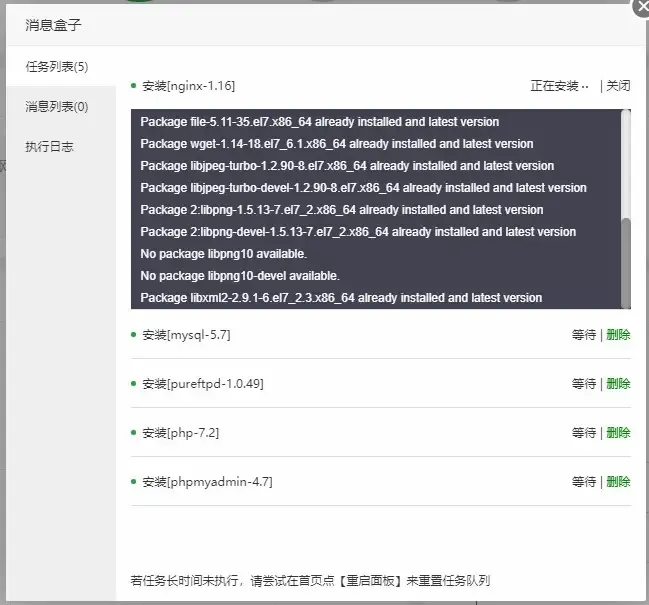 消息盒子
任务列表(5)
消息列表(0)
执行日志
安装[nginx-1.16] 正在安装·· | 关闭
Package file-5.11-35.el7.x86_64 already installed and latest version
Package wget-1.14-18.el7_6.1.x86_64 already installed and latest version
Package libjpeg-turbo-1.2.90-8.el7.x86_64 already installed and latest version
Package libjpeg-turbo-devel-1.2.90-8.el7.x86_64 already installed and latest version
Package 2:libpng-1.5.13-7.el7_2.x86_64 already installed and latest version
Package 2:libpng-devel-1.5.13-7.el7_2.x86_64 already installed and latest version
No package libpng10 available.
No package libpng10-devel available.
Package libxml2-2.9.1-6.el7_2.3.x86_64 already installed and latest version
安装[mysql-5.7] 等待 | 删除
安装[pureftpd-1.0.49] 等待 | 删除
安装[php-7.2] 等待 | 删除
安装[phpmyadmin-4.7] 等待 | 删除
若任务长时间未执行，请尝试在首页点【重启面板】来重置任务队列